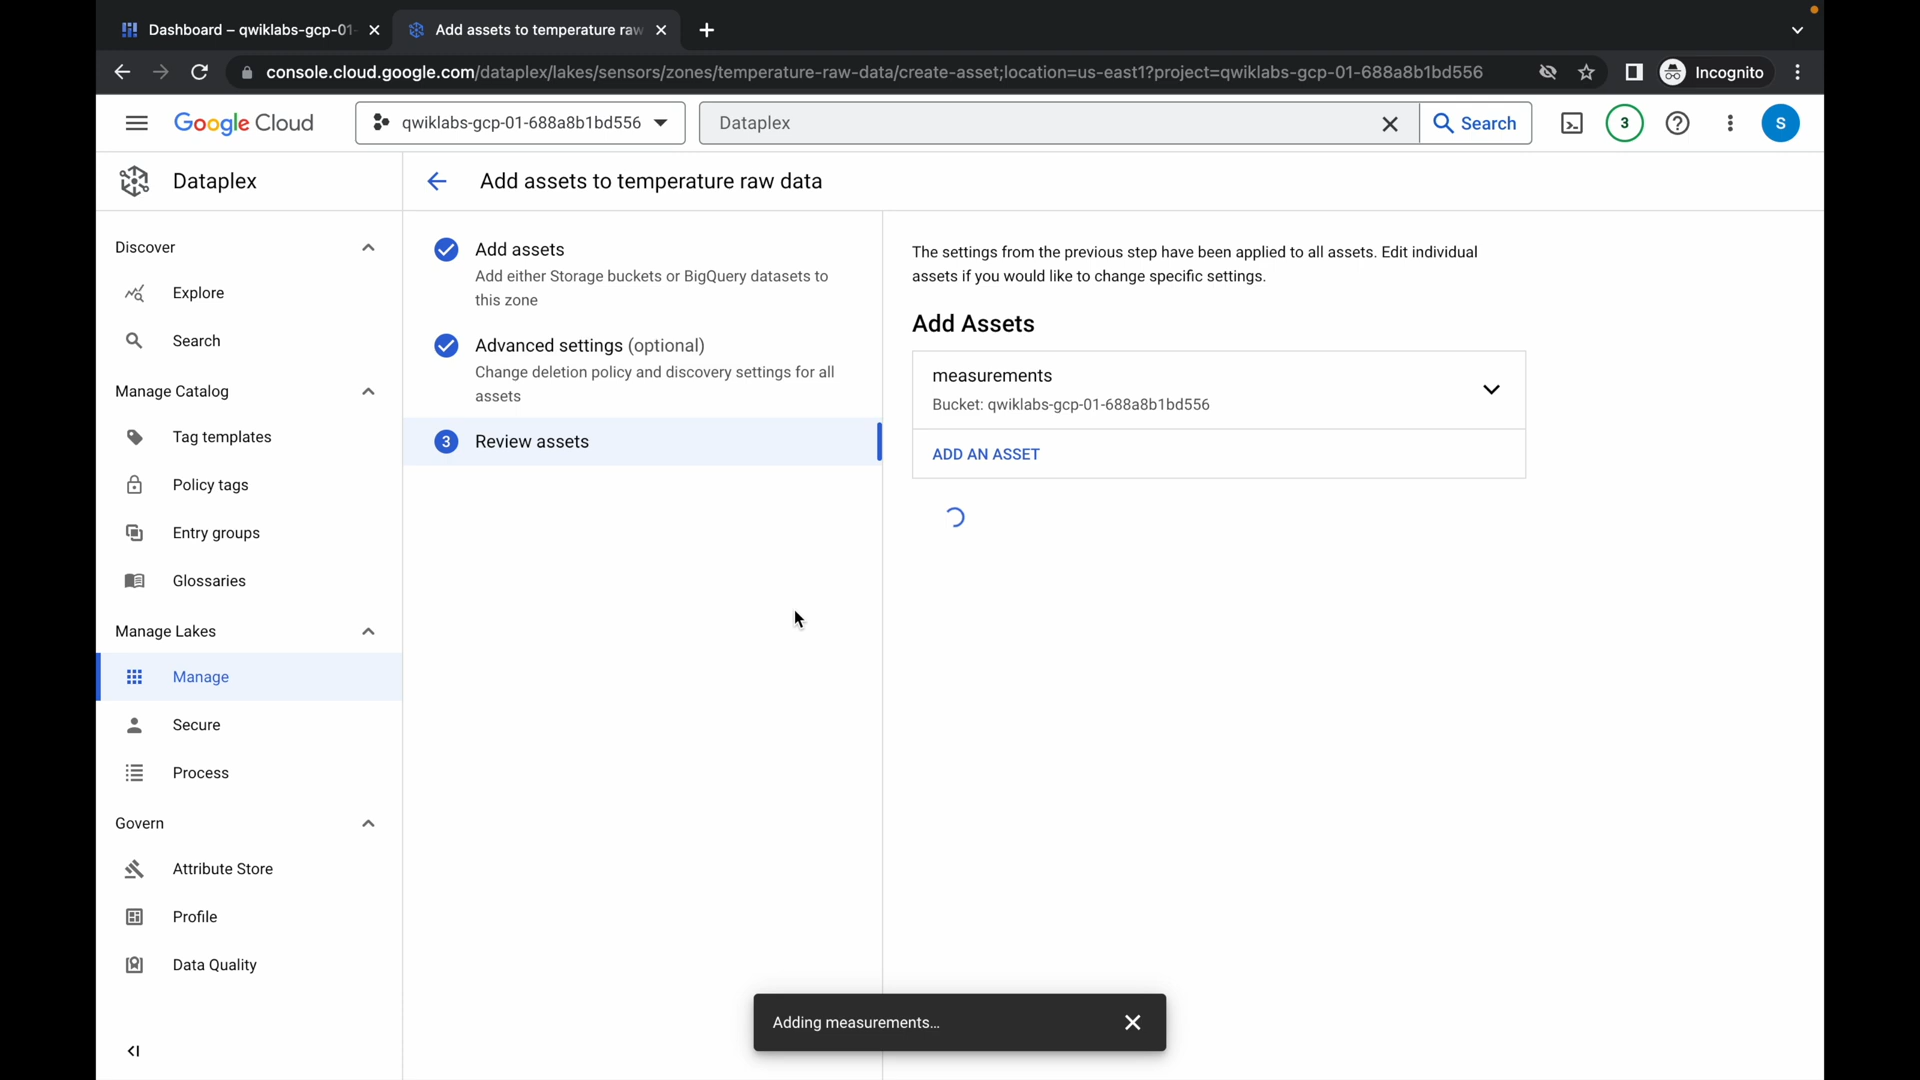 Dashboard – qwiklabs-gcp-01-
Add assets to temperature raw
console.cloud.google.com/dataplex/lakes/sensors/zones/temperature-raw-data/create-asset;location=us-east1?project=qwiklabs-gcp-01-688a8b1bd556
Incognito
Google Cloud
qwiklabs-gcp-01-688a8b1bd556
Dataplex
Search
3
S
Dataplex
Add assets to temperature raw data
Discover
Explore
Search
Manage Catalog
Tag templates
Policy tags
Entry groups
Glossaries
Manage Lakes
Manage
Secure
Process
Govern
Attribute Store
Profile
Data Quality
Add assets
Add either Storage buckets or BigQuery datasets to
this zone
Advanced settings (optional)
Change deletion policy and discovery settings for all
assets
3 Review assets
The settings from the previous step have been applied to all assets. Edit individual
assets if you would like to change specific settings.
Add Assets
measurements
Bucket: qwiklabs-gcp-01-688a8b1bd556
ADD AN ASSET
Adding measurements...